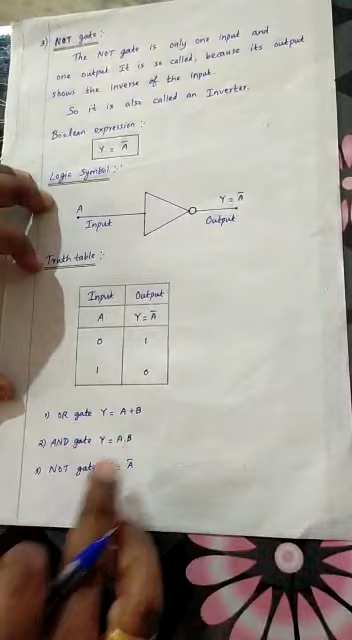 3) NOT gate :-
The NOT gate is only one input and
one output It is so called, because its output
shows the inverse of the input.
So it is also called an Inverter.
Boolean expression :-
Y = A̅
Logic Symbol :-
A
Input
Y = A̅
Output
Truth table :-
Input Output
A Y = A̅
0 1
1 0
1) OR gate Y = A+B
2) AND gate Y = A.B
3) NOT gate = A̅